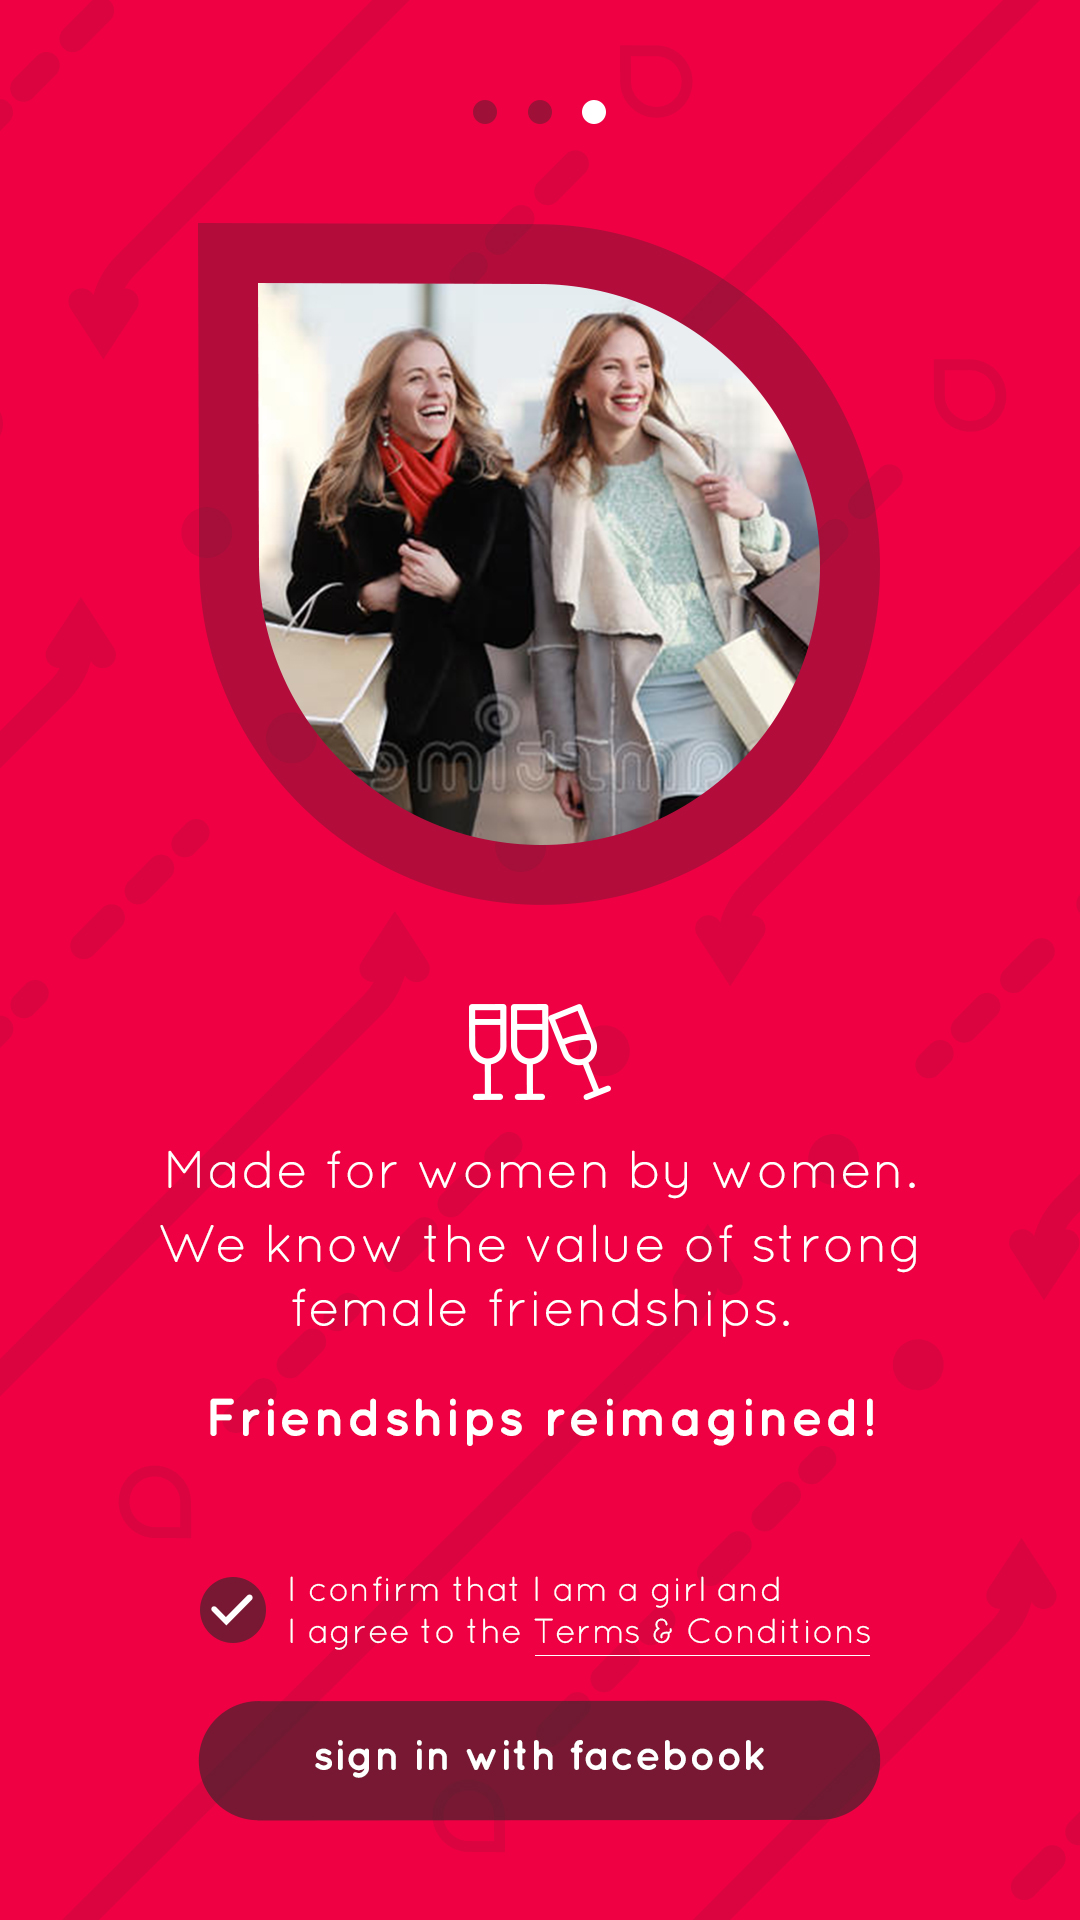 Made for women by women.
We know the value of strong
female friendships.
Friendships reimagined!
I confirm that I am a girl and
I agree to the Terms & Conditions
sign in with facebook